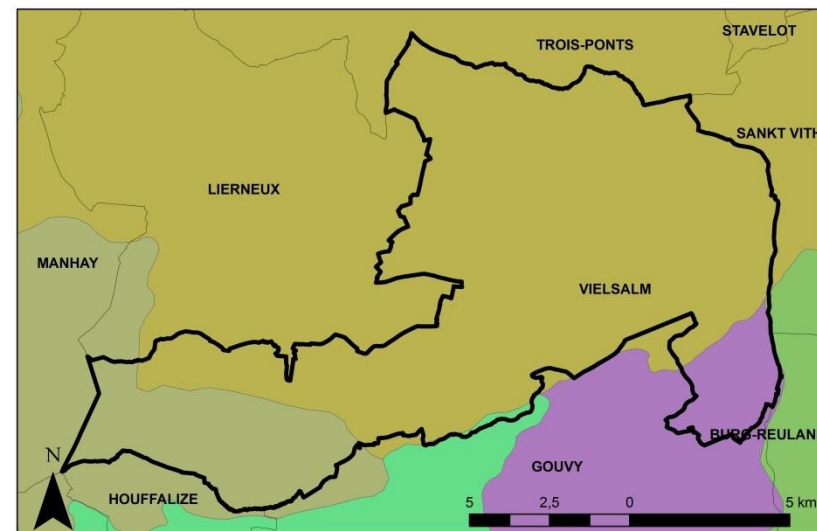 STAVELOT
TROIS-PONTS
SANKT VITH
LIERNEUX
MANHAY
VIELSALM
BURG-REULAN
GOUVY
N
HOUFFALIZE
5 2,5 0 5 km